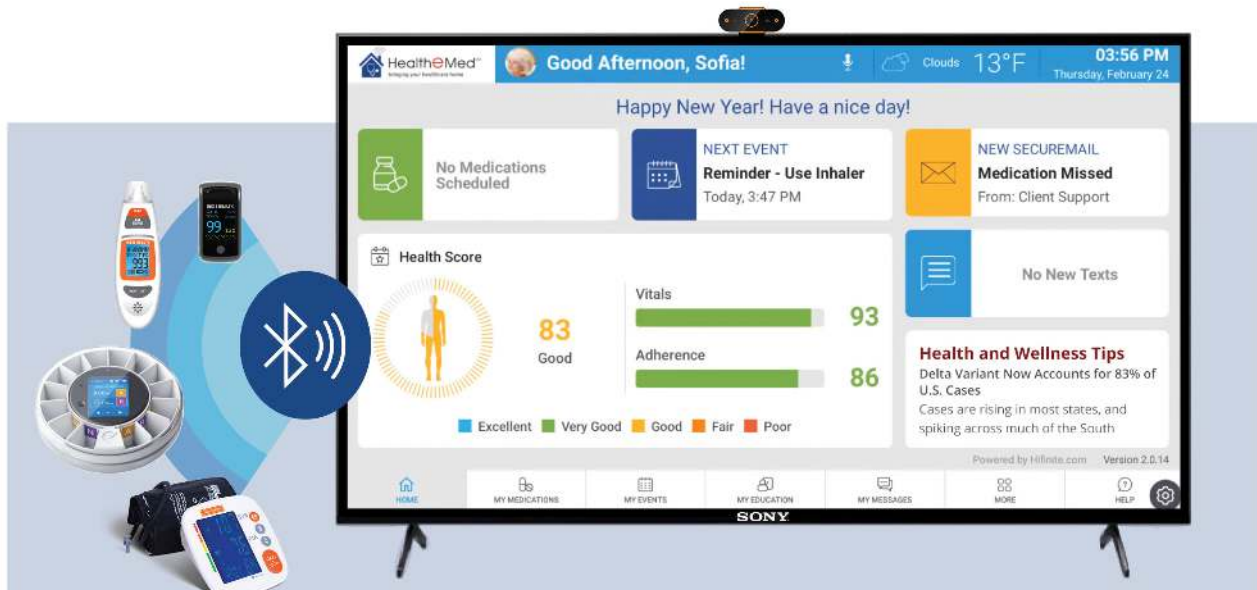 HealtheMed™
bringing your healthcare home
Good Afternoon, Sofia!
Clouds
13°F
03:56 PM
Thursday, February 24
Happy New Year! Have a nice day!
No Medications
Scheduled
NEXT EVENT
Reminder - Use Inhaler
Today, 3:47 PM
NEW SECUREMAIL
Medication Missed
From: Client Support
Health Score
83
Good
Vitals
93
Adherence
86
Excellent
Very Good
Good
Fair
Poor
No New Texts
Health and Wellness Tips
Delta Variant Now Accounts for 83% of
U.S. Cases
Cases are rising in most states, and
spiking across much of the South
Powered by Hifinite.com
Version 2.0.14
HOME
MY MEDICATIONS
MY EVENTS
MY EDUCATION
MY MESSAGES
MORE
HELP
SONY
99
993